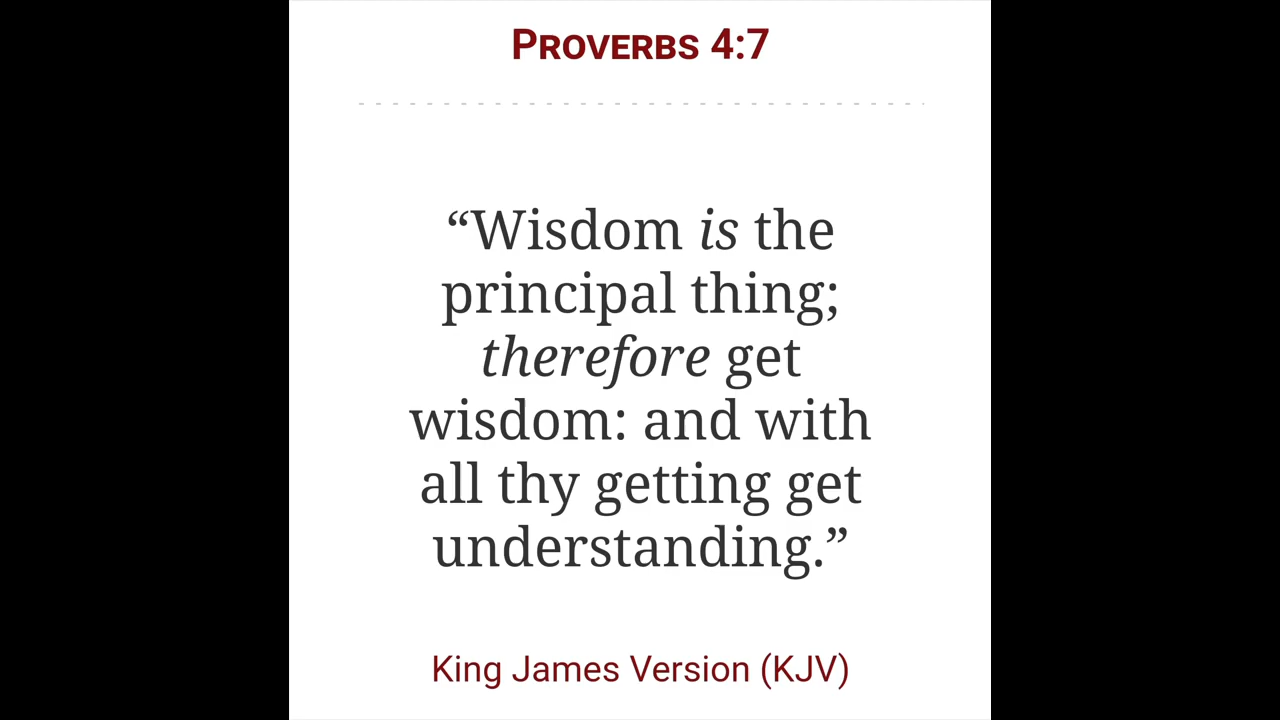 Proverbs 4:7
“Wisdom is the
principal thing;
therefore get
wisdom: and with
all thy getting get
understanding.”
King James Version (KJV)